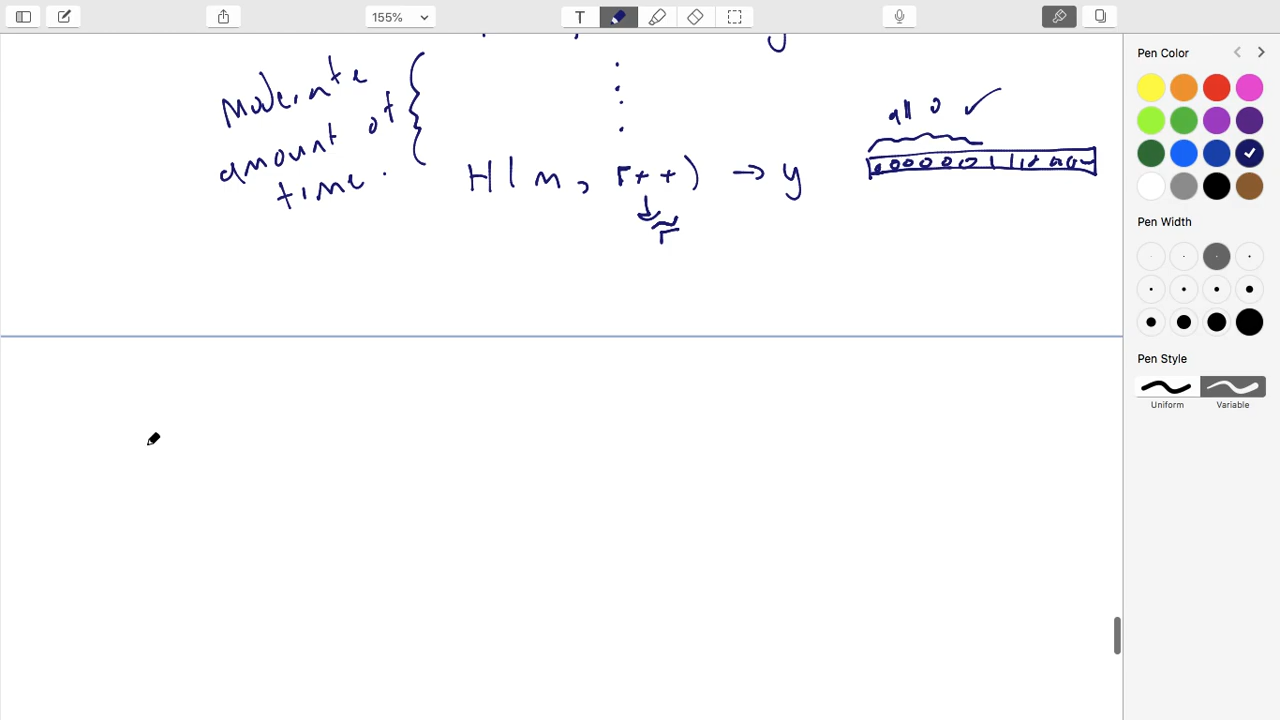 155%
T
Moderate
amount of
time.
all 0 ✓
H(m, r++) → y
Pen Color
Pen Width
Pen Style
Uniform
Variable